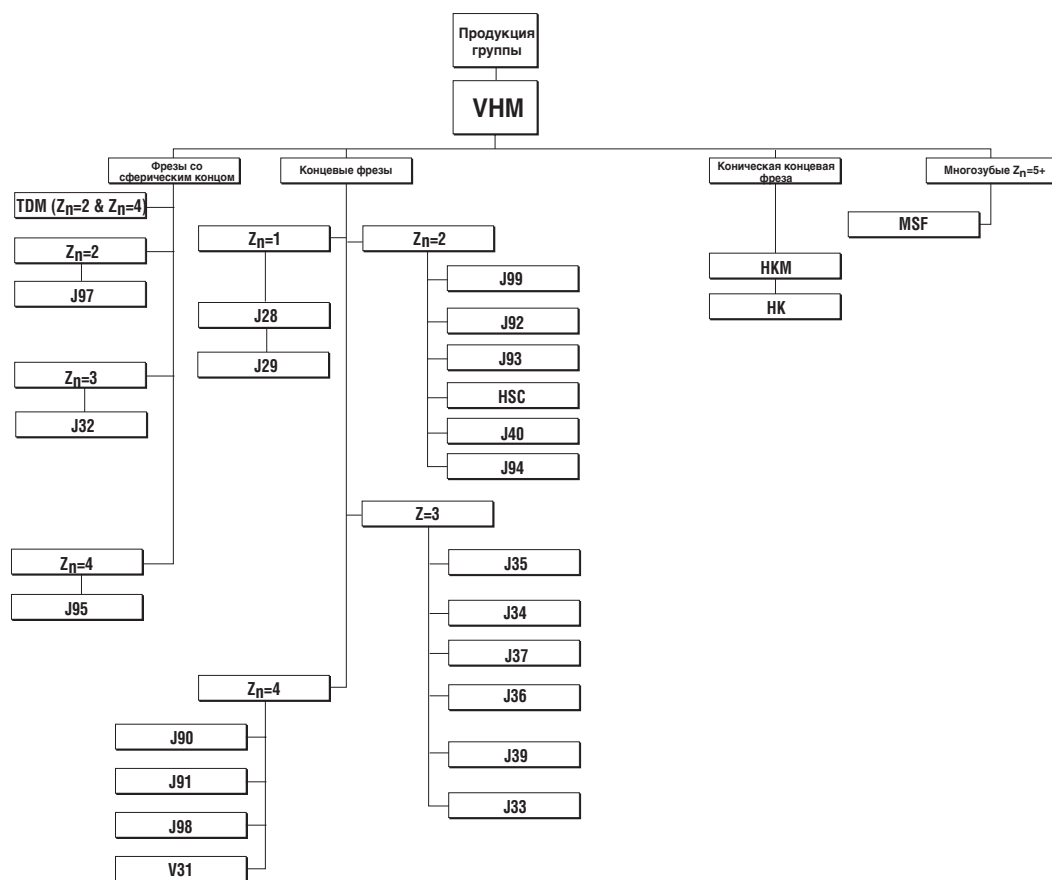 Продукция
группы
VHM
Фрезы со
сферическим концом
Концевые фрезы
Коническая концевая
фреза
Многозубые Zn=5+
TDM (Zn=2 & Zn=4)
Zn=2
J97
Zn=3
J32
Zn=4
J95
Zn=1
J28
J29
Zn=2
J99
J92
J93
HSC
J40
J94
Z=3
J35
J34
J37
J36
J39
J33
Zn=4
J90
J91
J98
V31
HKM
HK
MSF